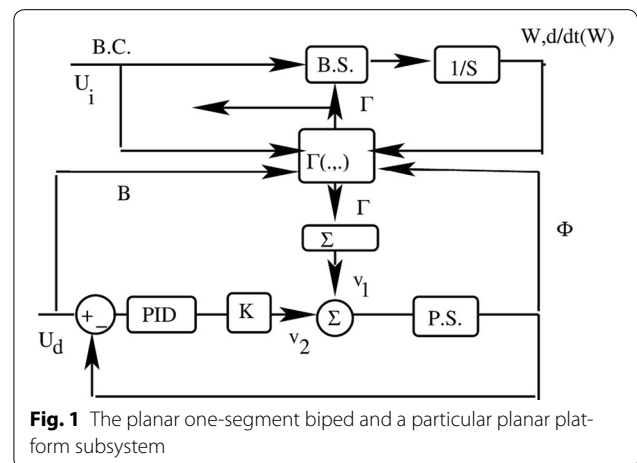 W,d/dt(W)
B.C.
U i
B.S.
1/S
Γ
Γ(.,.)
B
Γ
Φ
Σ
v 1
+ -
PID
K
Σ
P.S.
U d
v 2
Fig. 1 The planar one-segment biped and a particular planar plat-
form subsystem